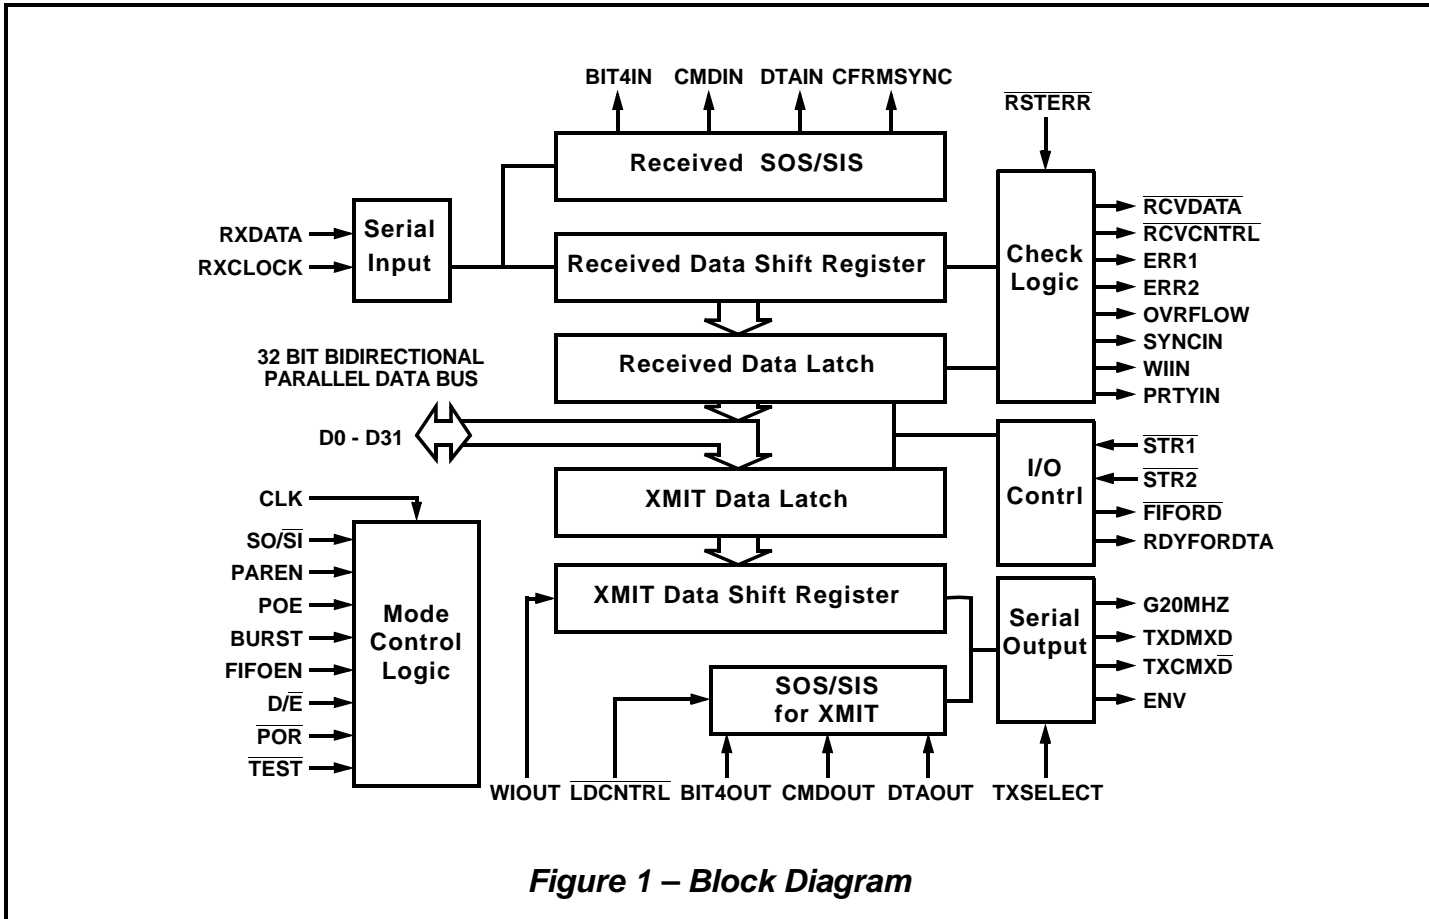 BIT4IN CMDIN DTAIN CFRMSYNC
RSTERR
Received SOS/SIS
Serial
Input
RXDATA
RXCLOCK
Received Data Shift Register
Check
Logic
RCVDATA
RCVCNTRL
ERR1
ERR2
OVRFLOW
SYNCIN
WIIN
PRTYIN
32 BIT BIDIRECTIONAL
PARALLEL DATA BUS
Received Data Latch
D0 - D31
I/O
Contrl
STR1
STR2
FIFORD
RDYFORDTA
XMIT Data Latch
CLK
SO/SI
PAREN
POE
BURST
FIFOEN
D/E
POR
TEST
Mode
Control
Logic
XMIT Data Shift Register
Serial
Output
G20MHZ
TXDMXD
TXCMXD
ENV
SOS/SIS
for XMIT
WIOUT LDCNTRL BIT4OUT CMDOUT DTAOUT TXSELECT
Figure 1 – Block Diagram